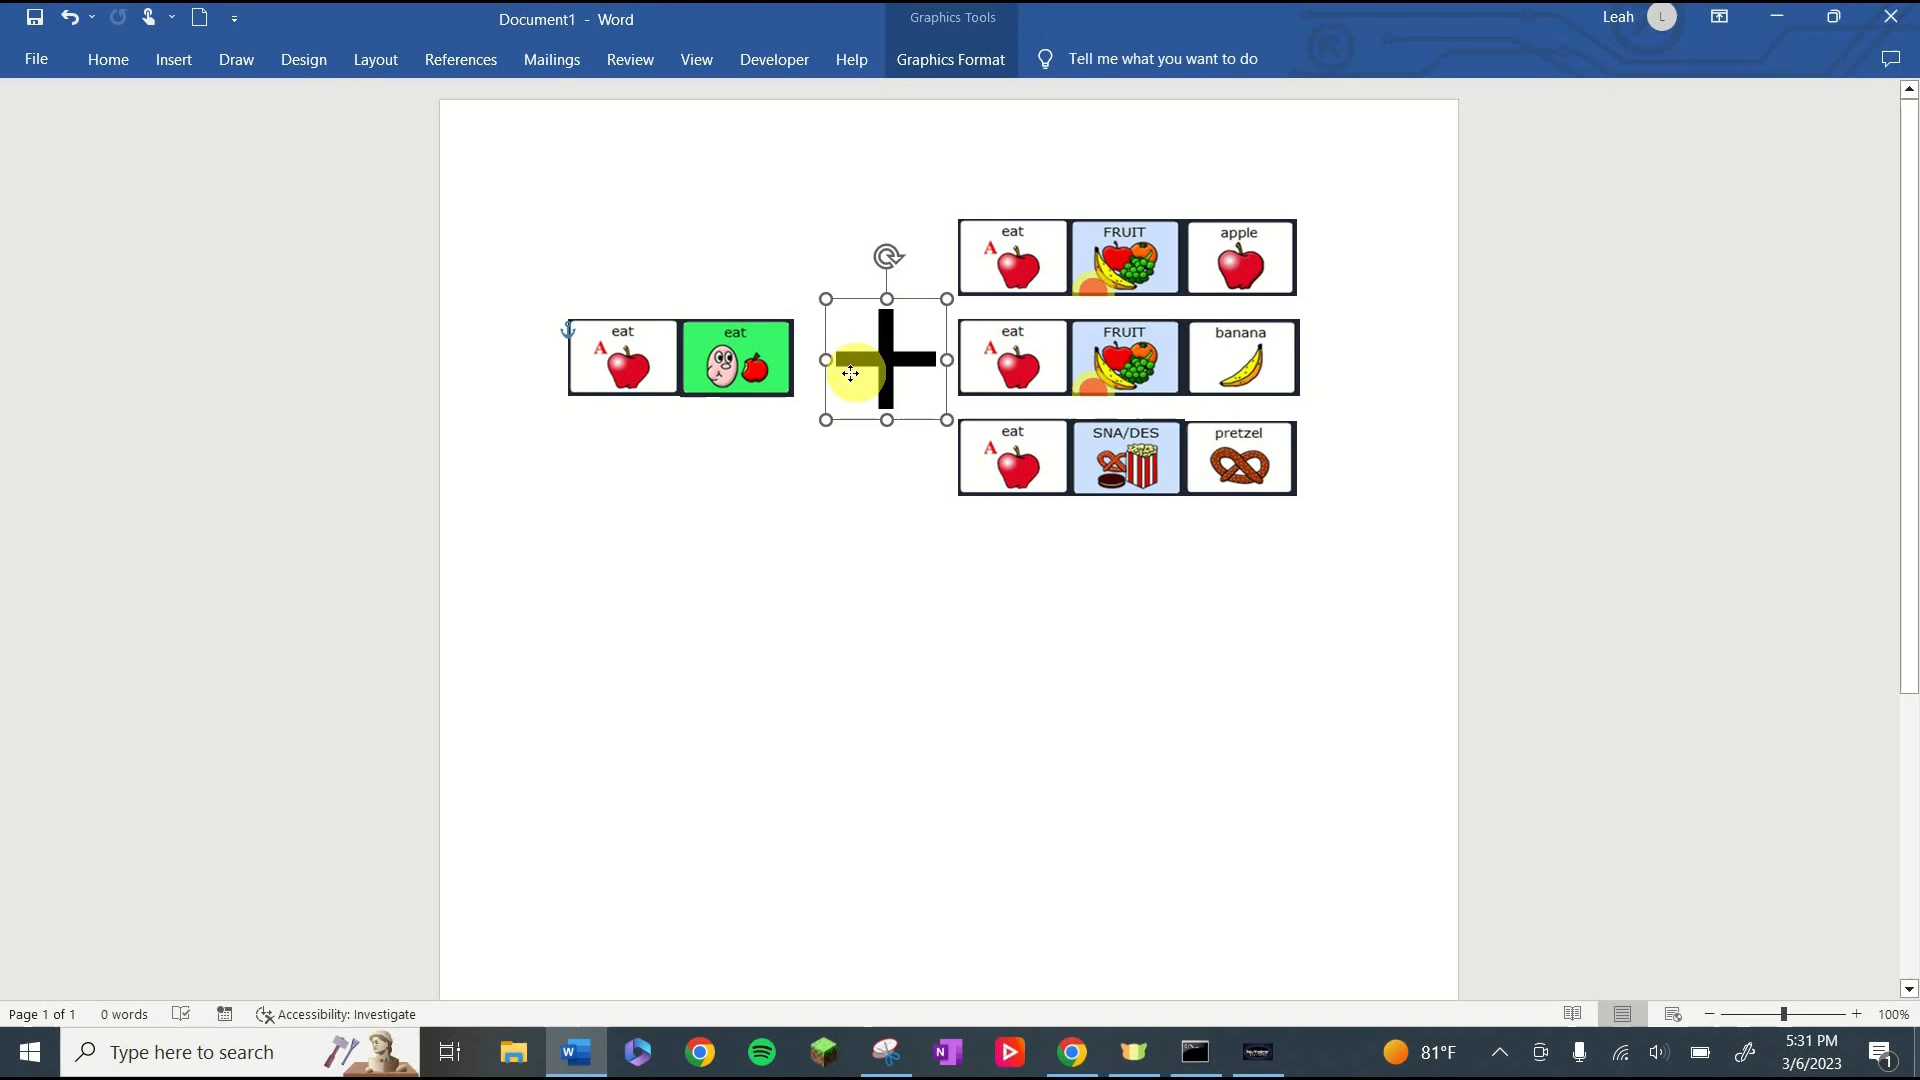 Document1 - Word
Graphics Tools
Leah
L
File Home Insert Draw Design Layout References Mailings Review View Developer Help Graphics Format Tell me what you want to do
eat FRUIT apple
A
eat eat
A
eat FRUIT banana
A
eat SNA/DES pretzel
A
Page 1 of 1 0 words Accessibility: Investigate 100%
Type here to search
81°F
5:31 PM
3/6/2023
1